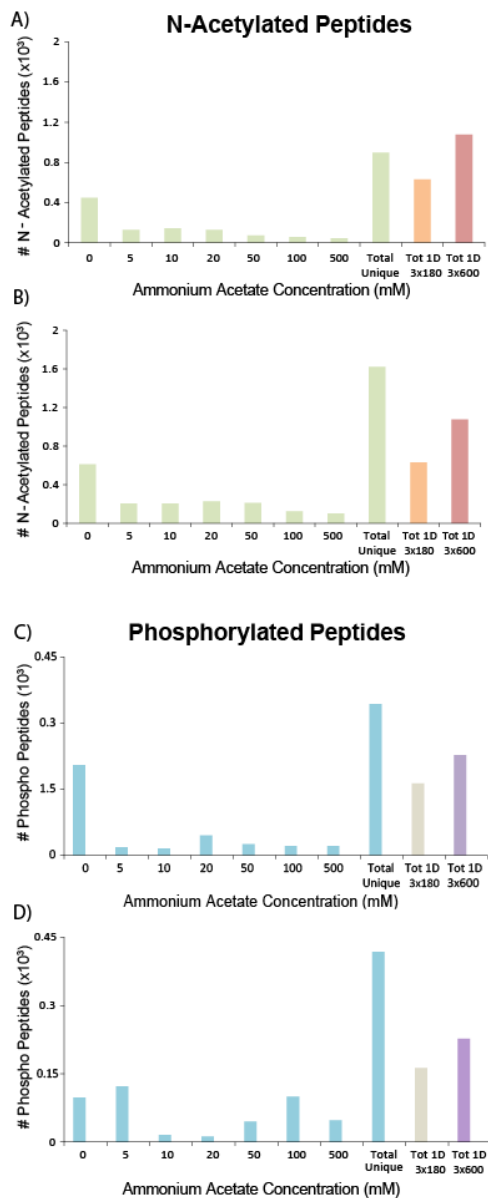 A)
N-Acetylated Peptides
# N - Acetylated Peptides (x10³)
2
1.6
1.2
0.8
0.4
0
0 5 10 20 50 100 500 Total Unique Tot 1D 3x180 Tot 1D 3x600
Ammonium Acetate Concentration (mM)
B)
# N-Acetylated Peptides (x10³)
2
1.6
1.2
0.8
0.4
0
0 5 10 20 50 100 500 Total Unique Tot 1D 3x180 Tot 1D 3x600
Ammonium Acetate Concentration (mM)
C)
Phosphorylated Peptides
# Phospho Peptides (10³)
0.45
0.3
1.5
0
0 5 10 20 50 100 500 Total Unique Tot 1D 3x180 Tot 1D 3x600
Ammonium Acetate Concentration (mM)
D)
# Phospho Peptides (x10³)
0.45
0.3
0.15
0
0 5 10 20 50 100 500 Total Unique Tot 1D 3x180 Tot 1D 3x600
Ammonium Acetate Concentration (mM)